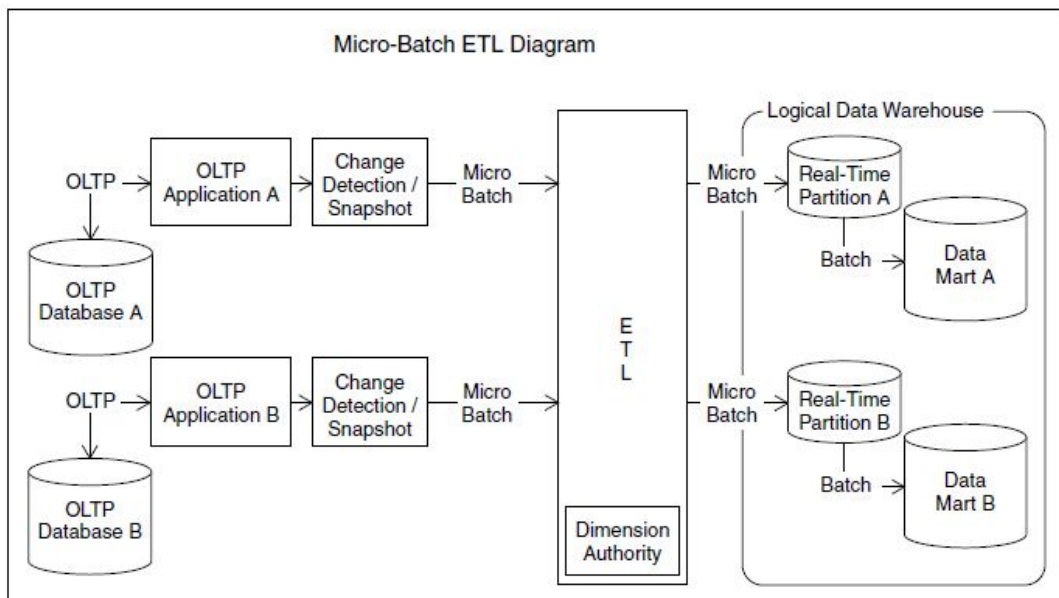 Micro-Batch ETL Diagram
Logical Data Warehouse
OLTP
OLTP
Application A
Change
Detection /
Snapshot
Micro
Batch
Micro
Batch
Real-Time
Partition A
OLTP
Database A
Batch
Data
Mart A
E
T
L
OLTP
OLTP
Application B
Change
Detection /
Snapshot
Micro
Batch
Micro
Batch
Real-Time
Partition B
OLTP
Database B
Batch
Data
Mart B
Dimension
Authority